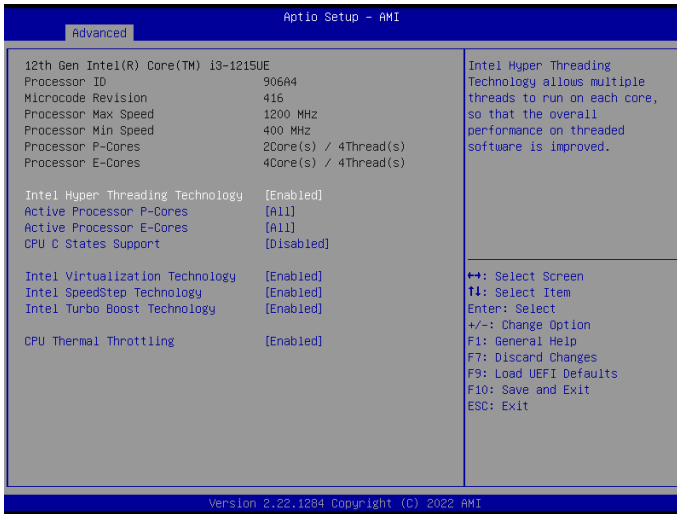 Aptio Setup – AMI
Advanced
12th Gen Intel(R) Core(TM) i3-1215UE
Processor ID 906A4
Microcode Revision 416
Processor Max Speed 1200 MHz
Processor Min Speed 400 MHz
Processor P-Cores 2Core(s) / 4Thread(s)
Processor E-Cores 4Core(s) / 4Thread(s)
Intel Hyper Threading Technology [Enabled]
Active Processor P-Cores [All]
Active Processor E-Cores [All]
CPU C States Support [Disabled]
Intel Virtualization Technology [Enabled]
Intel SpeedStep Technology [Enabled]
Intel Turbo Boost Technology [Enabled]
CPU Thermal Throttling [Enabled]
Intel Hyper Threading
Technology allows multiple
threads to run on each core,
so that the overall
performance on threaded
software is improved.
↔: Select Screen
↑↓: Select Item
Enter: Select
+/-: Change Option
F1: General Help
F7: Discard Changes
F9: Load UEFI Defaults
F10: Save and Exit
ESC: Exit
Version 2.22.1284 Copyright (C) 2022 AMI